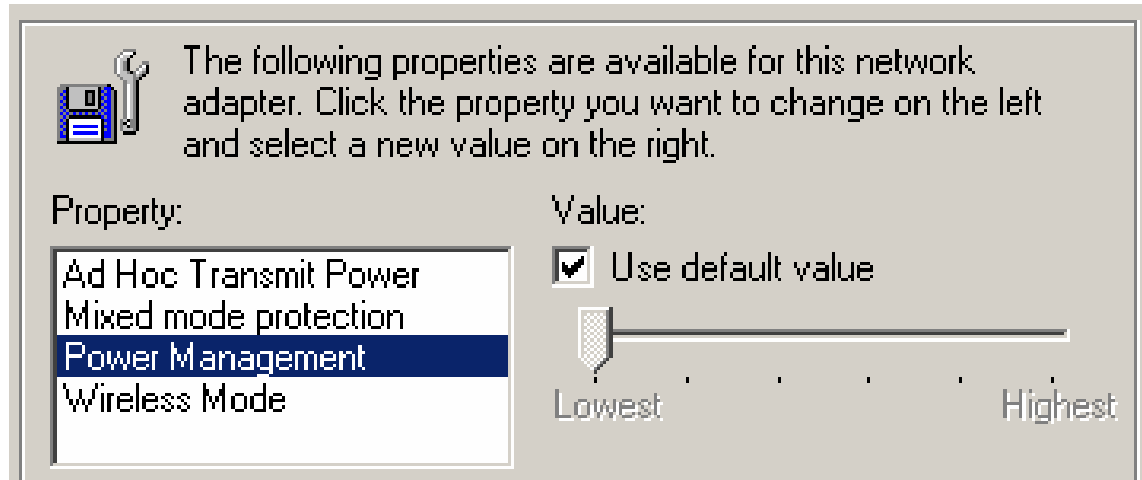 The following properties are available for this network
adapter. Click the property you want to change on the left
and select a new value on the right.
Property:
Value:
Ad Hoc Transmit Power
Mixed mode protection
Power Management
Wireless Mode
Use default value
Lowest
Highest